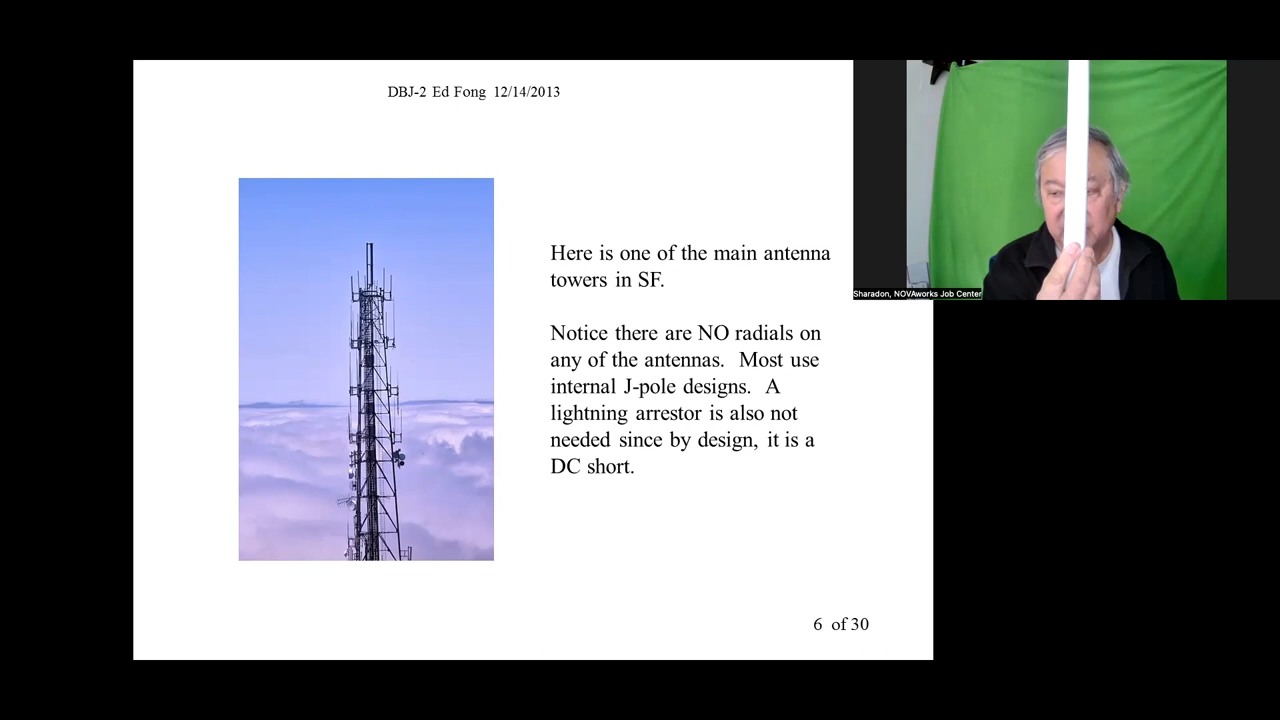 DBJ-2 Ed Fong 12/14/2013
Here is one of the main antenna
towers in SF.
Notice there are NO radials on
any of the antennas. Most use
internal J-pole designs. A
lightning arrestor is also not
needed since by design, it is a
DC short.
Sharadon, NOVAworks Job Center
6 of 30